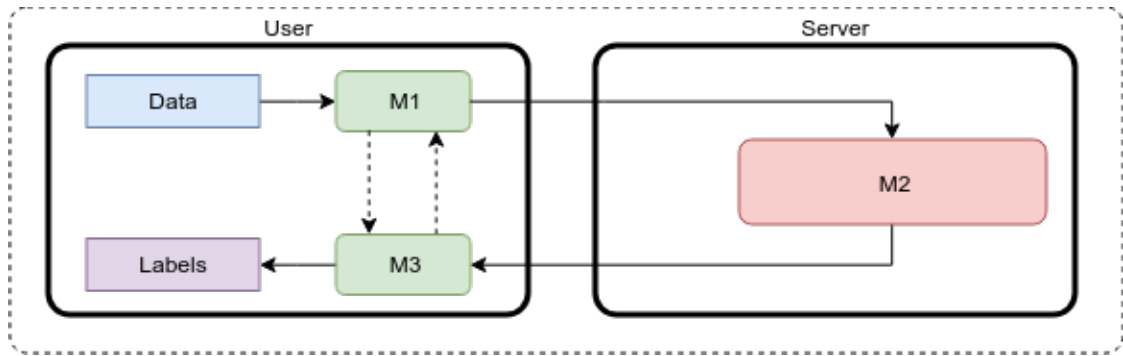 User
Server
Data
M1
M2
Labels
M3